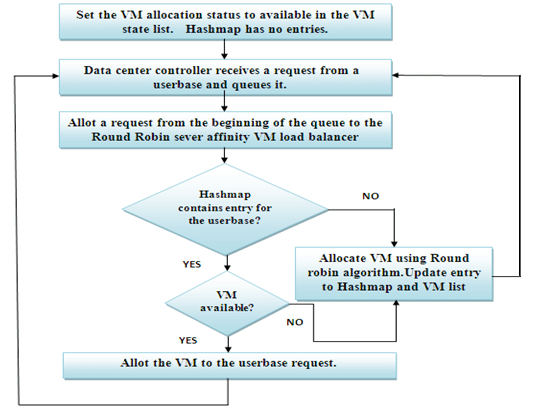 Set the VM allocation status to available in the VM
state list. Hashmap has no entries.
Data center controller receives a request from a
userbase and queues it.
Allot a request from the beginning of the queue to the
Round Robin sever affinity VM load balancer
Hashmap
contains entry for
the userbase?
NO
Allocate VM using Round
robin algorithm.Update entry
to Hashmap and VM list
YES
VM
available?
NO
YES
Allot the VM to the userbase request.